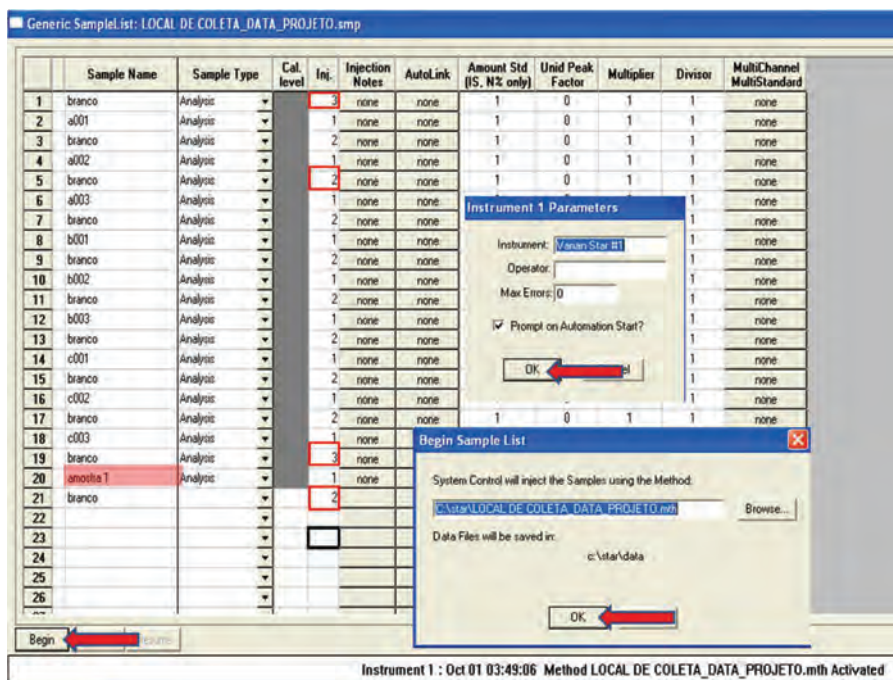 Generic SampleList: LOCAL DE COLETA_DATA_PROJETO.smp
Sample Name Sample Type Cal. level Inj. Injection Notes AutoLink Amount Std (IS, N% only) Unid Peak Factor Multiplier Divisor MultiChannel MultiStandard
1 branco Analysis 3 none none 1 0 1 1 none
2 a001 Analysis 1 none none 1 0 1 1 none
3 branco Analysis 2 none none 1 0 1 1 none
4 a002 Analysis 1 none none 1 0 1 1 none
5 branco Analysis 2 none none 1 0 1 1 none
6 a003 Analysis 1 none none none
7 branco Analysis 2 none none none
8 b001 Analysis 1 none none none
9 branco Analysis 2 none none none
10 b002 Analysis 1 none none none
11 branco Analysis 2 none none none
12 b003 Analysis 1 none none none
13 branco Analysis 2 none none none
14 c001 Analysis 1 none none none
15 branco Analysis 2 none none none
16 c002 Analysis 1 none none none
17 branco Analysis 2 none none 1 0 1 1 none
18 c003 Analysis 1 none
19 branco Analysis 3 none
20 amostra 1 Analysis 1 none
21 branco 2
22
23
24
25
26
Instrument 1 Parameters
Instrument: Varian Star #1
Operator:
Max Errors: 0
Prompt on Automation Start?
OK
Begin Sample List
System Control will inject the Samples using the Method:
C:\star\LOCAL DE COLETA_DATA_PROJETO.mth Browse...
Data Files will be saved in:
c:\star\data
OK
Begin
Instrument 1 : Oct 01 03:49:06 Method LOCAL DE COLETA_DATA_PROJETO.mth Activated